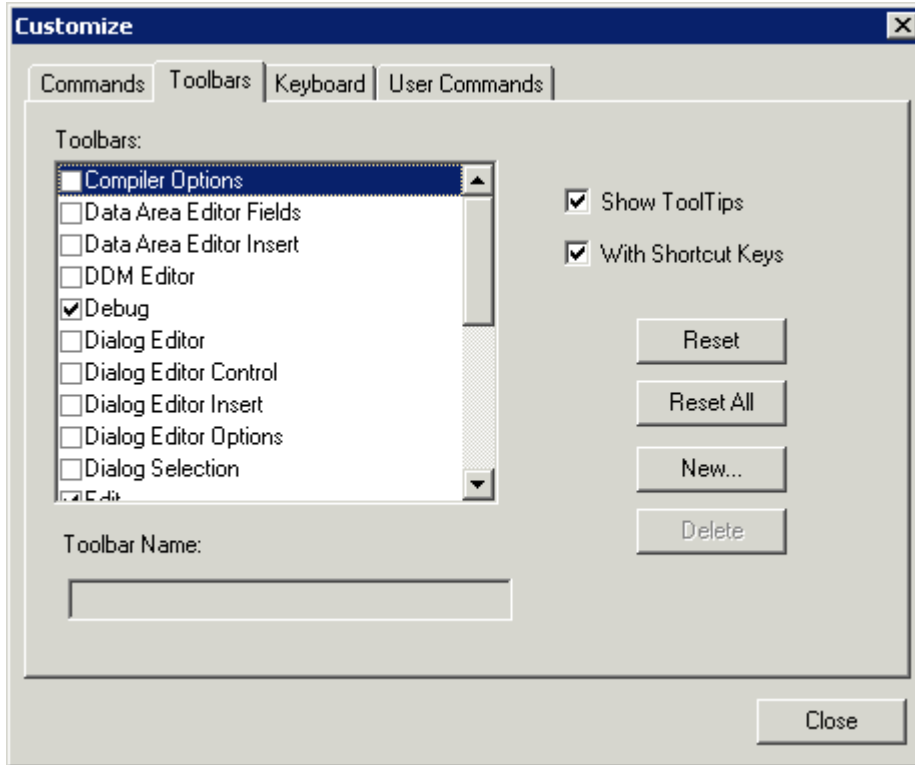 Customize
Commands Toolbars Keyboard User Commands
Toolbars:
Compiler Options
Data Area Editor Fields
Data Area Editor Insert
DDM Editor
Debug
Dialog Editor
Dialog Editor Control
Dialog Editor Insert
Dialog Editor Options
Dialog Selection
Edit
Show ToolTips
With Shortcut Keys
Reset
Reset All
New...
Delete
Toolbar Name:
Close